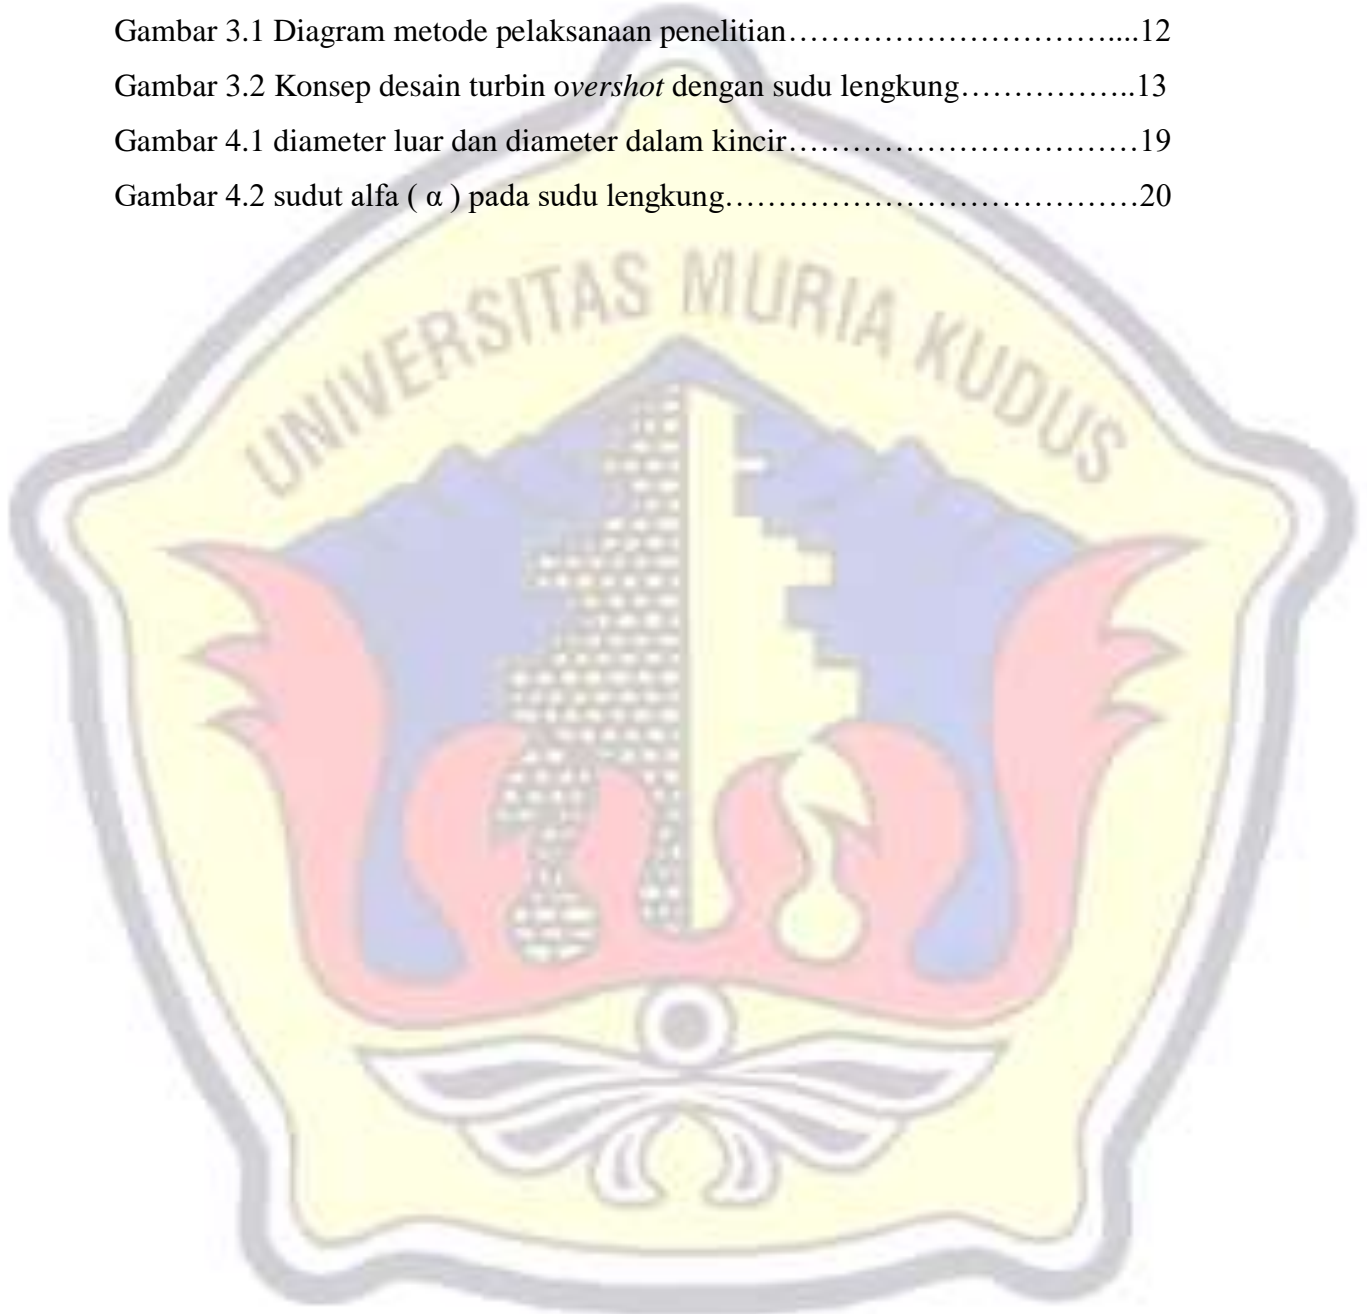 Gambar 3.1 Diagram metode pelaksanaan penelitian…………………………....12
Gambar 3.2 Konsep desain turbin overshot dengan sudu lengkung……………..13
Gambar 4.1 diameter luar dan diameter dalam kincir……………………………19
Gambar 4.2 sudut alfa ( α ) pada sudu lengkung…………………………………20
UNIVERSITAS MURIA KUDUS